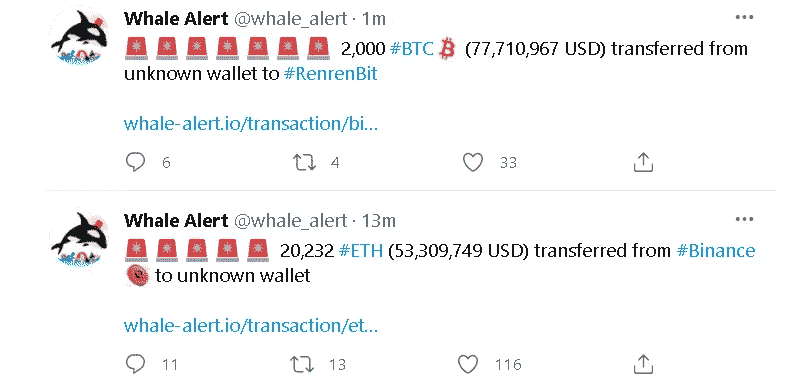 Whale Alert @whale_alert · 1m
2,000 #BTC (77,710,967 USD) transferred from
unknown wallet to #RenrenBit
whale-alert.io/transaction/bi...
6 4 33
Whale Alert @whale_alert · 13m
20,232 #ETH (53,309,749 USD) transferred from #Binance
to unknown wallet
whale-alert.io/transaction/et...
11 13 116